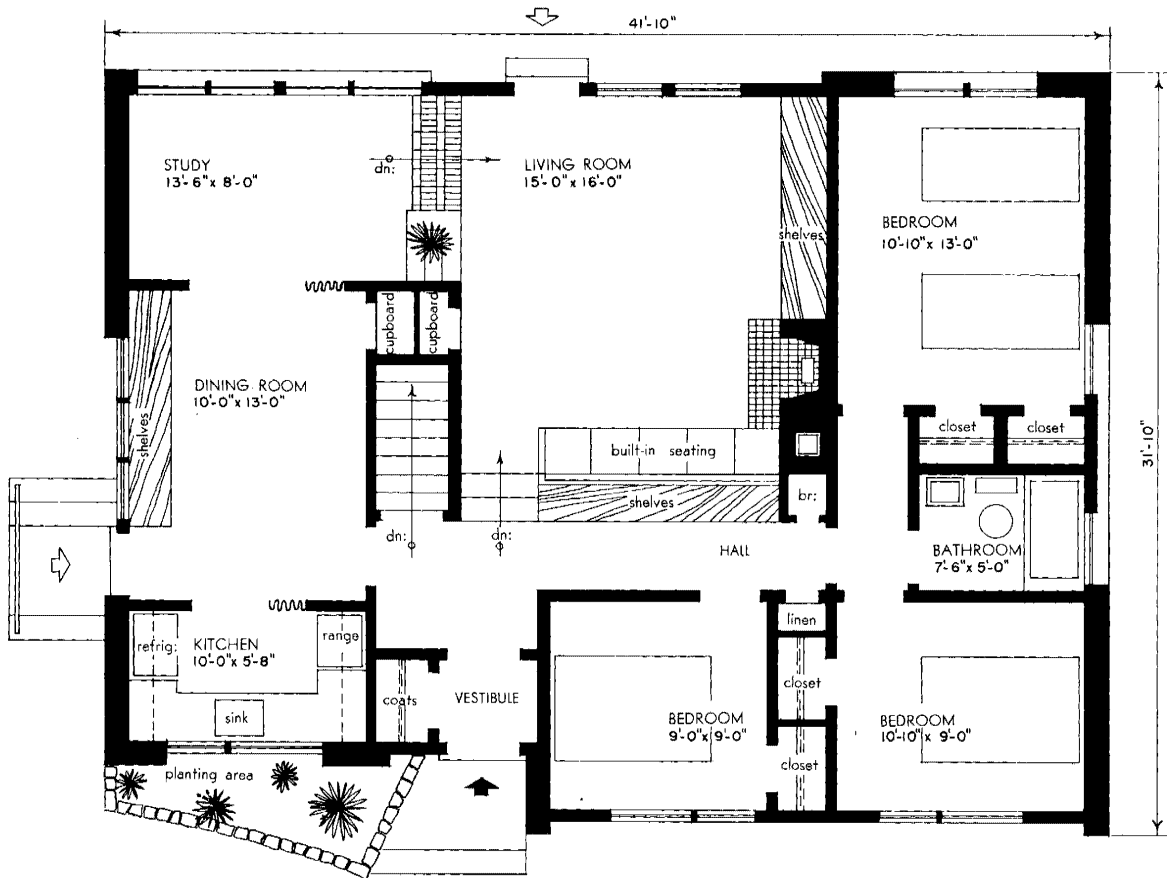 41'-10"
STUDY
13'-6" x 8'-0"
dn:
LIVING ROOM
15'-0" x 16'-0"
shelves
BEDROOM
10'-10" x 13'-0"
cupboard
cupboard
DINING ROOM
10'-0" x 13'-0"
shelves
closet
closet
built-in seating
31'-10"
shelves
br:
dn:
dn:
HALL
BATHROOM
7'-6" x 5'-0"
refrig:
KITCHEN
10'-0" x 5'-8"
range
linen
sink
coats
VESTIBULE
closet
BEDROOM
9'-0" x 9'-0"
BEDROOM
10'-10" x 9'-0"
closet
planting area